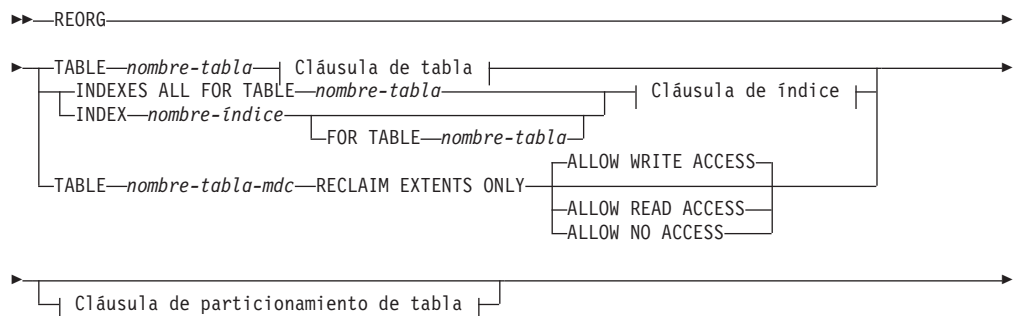 REORG
TABLE nombre-tabla Cláusula de tabla
INDEXES ALL FOR TABLE nombre-tabla Cláusula de índice
INDEX nombre-índice
FOR TABLE nombre-tabla
ALLOW WRITE ACCESS
TABLE nombre-tabla-mdc RECLAIM EXTENTS ONLY
ALLOW READ ACCESS
ALLOW NO ACCESS
Cláusula de particionamiento de tabla